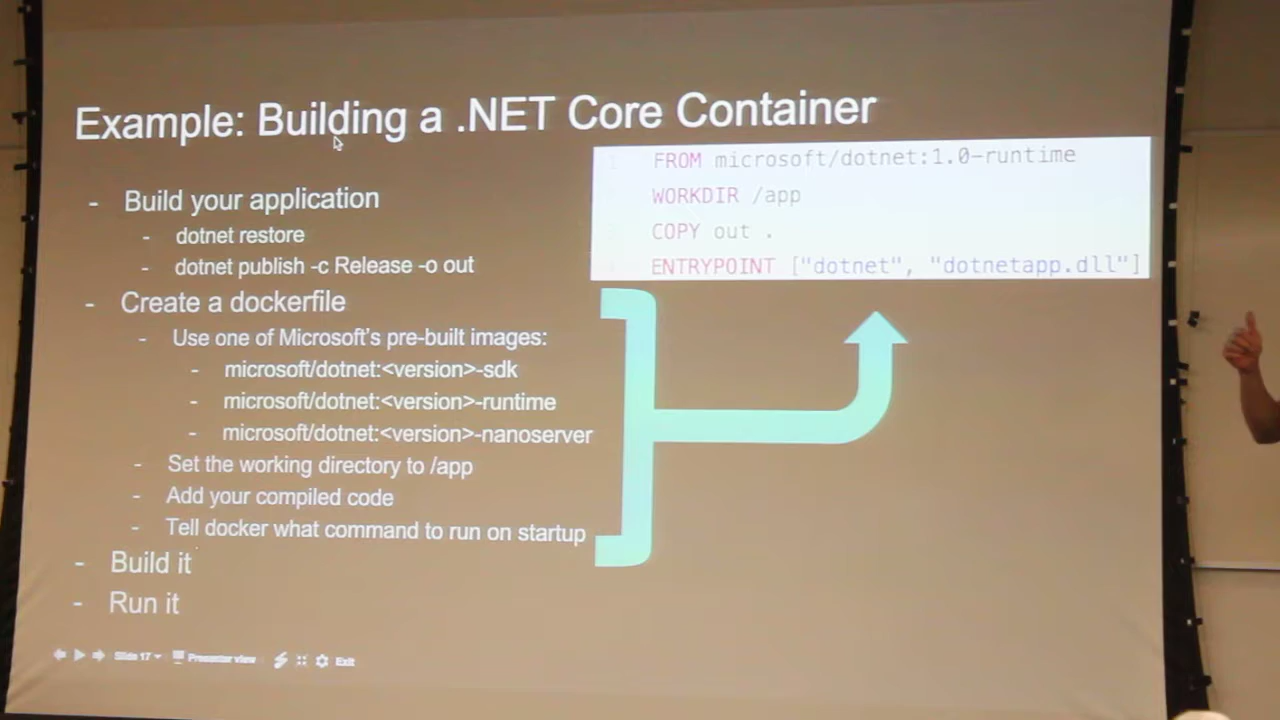 Example: Building a .NET Core Container
- Build your application
- dotnet restore
- dotnet publish -c Release -o out
- Create a dockerfile
- Use one of Microsoft's pre-built images:
- microsoft/dotnet:<version>-sdk
- microsoft/dotnet:<version>-runtime
- microsoft/dotnet:<version>-nanoserver
- Set the working directory to /app
- Add your compiled code
- Tell docker what command to run on startup
- Build it
- Run it
FROM microsoft/dotnet:1.0-runtime
WORKDIR /app
COPY out .
ENTRYPOINT ["dotnet", "dotnetapp.dll"]
Slide 17 Presenter view Exit